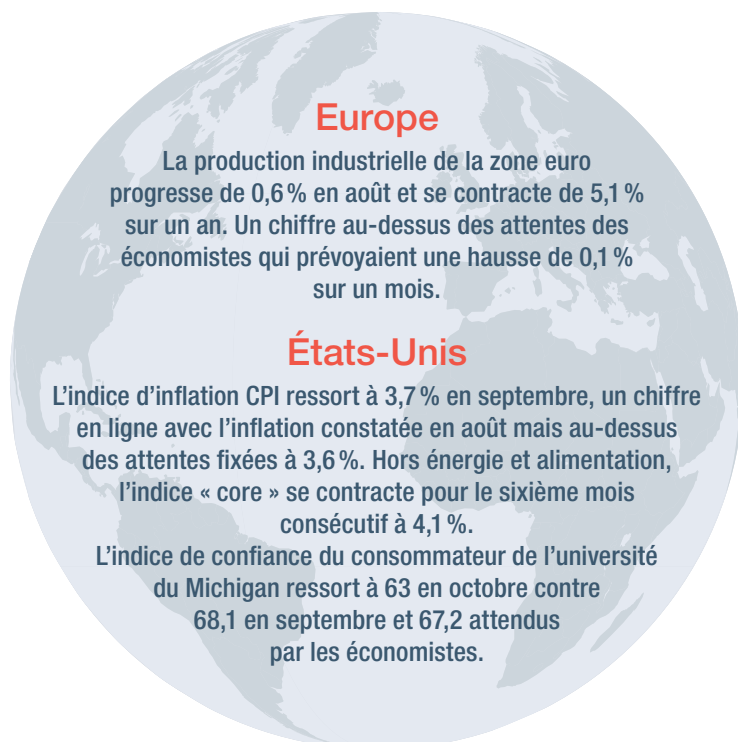 Europe
La production industrielle de la zone euro
progresse de 0,6 % en août et se contracte de 5,1 %
sur un an. Un chiffre au-dessus des attentes des
économistes qui prévoyaient une hausse de 0,1 %
sur un mois.
États-Unis
L’indice d’inflation CPI ressort à 3,7 % en septembre, un chiffre
en ligne avec l’inflation constatée en août mais au-dessus
des attentes fixées à 3,6 %. Hors énergie et alimentation,
l’indice « core » se contracte pour le sixième mois
consécutif à 4,1 %.
L’indice de confiance du consommateur de l’université
du Michigan ressort à 63 en octobre contre
68,1 en septembre et 67,2 attendus
par les économistes.